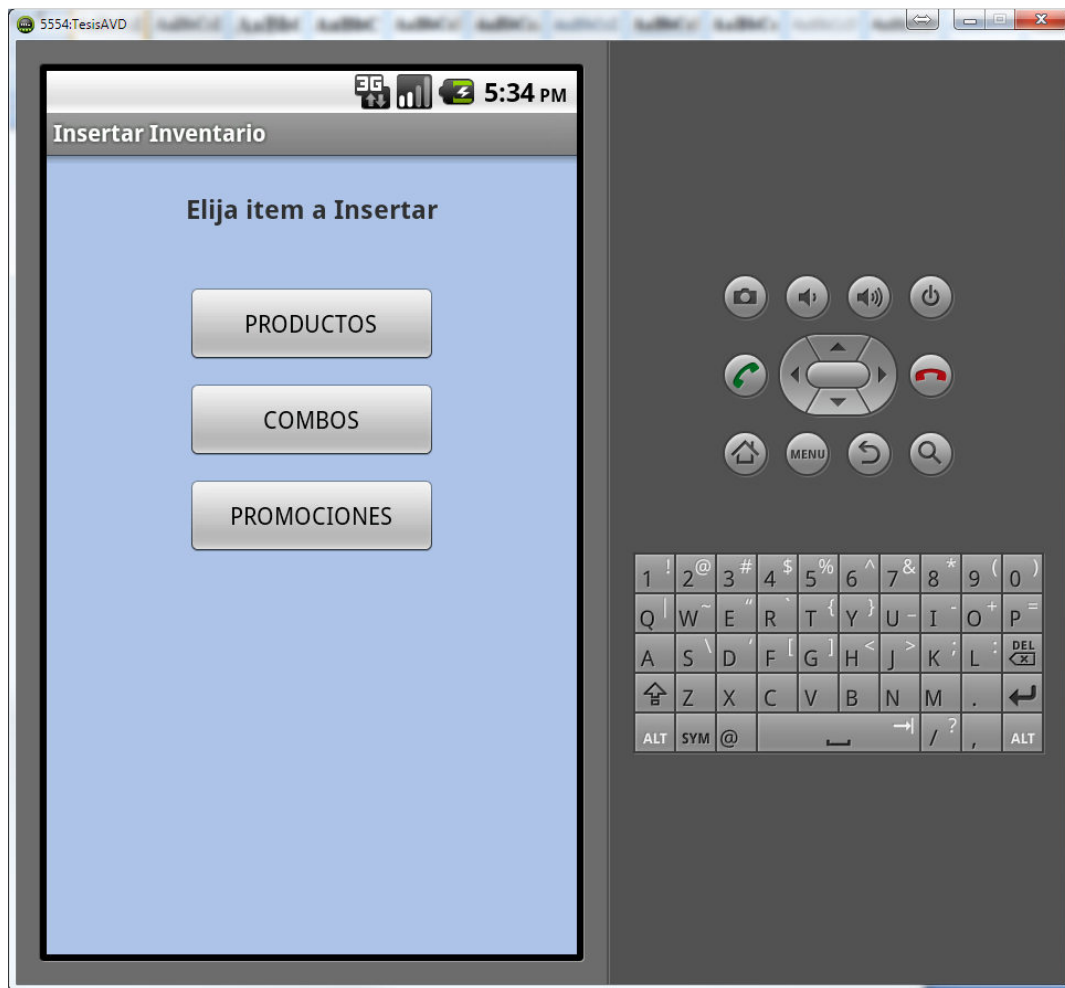 5554:TesisAVD
3G 5:34 PM
Insertar Inventario
Elija item a Insertar
PRODUCTOS
COMBOS
PROMOCIONES
MENU
1 ! 2 @ 3 # 4 $ 5 % 6 ^ 7 & 8 * 9 ( 0 )
Q | W ~ E " R ` T { Y } U _ I - O + P =
A S \ D ' F [ G ] H < J > K ; L : DEL
Z X C V B N M .
ALT SYM @ / ? , ALT